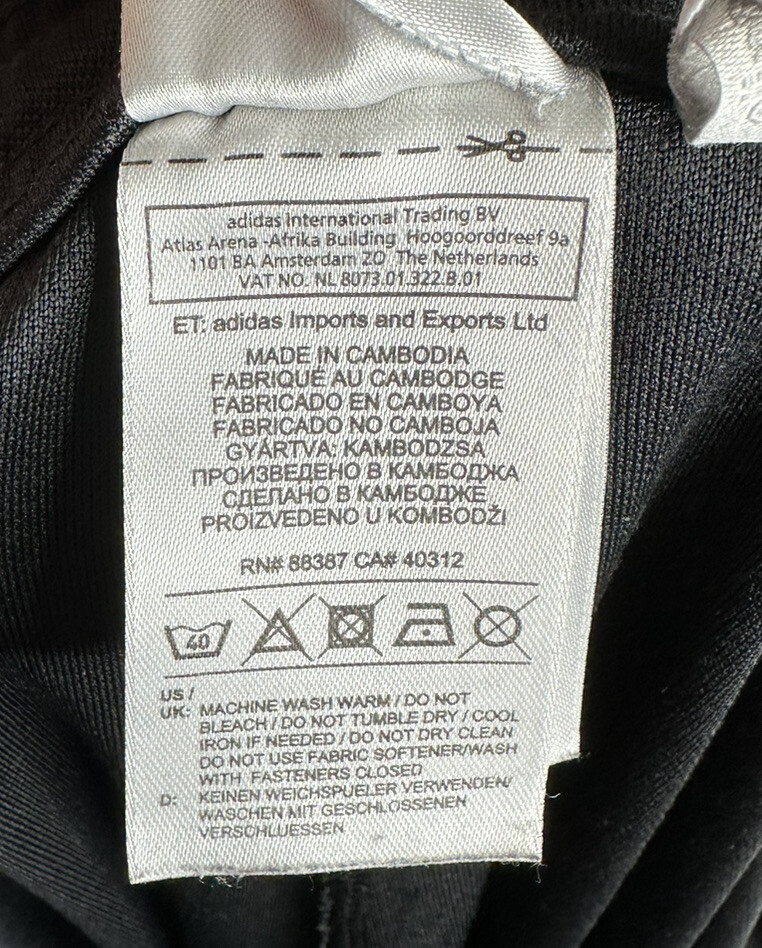 adidas International Trading BV
Atlas Arena -Afrika Building Hoogoorddreef 9a
1101 BA Amsterdam ZO The Netherlands
VAT NO. NL 8073.01.322.B.01
ET: adidas Imports and Exports Ltd
MADE IN CAMBODIA
FABRIQUÉ AU CAMBODGE
FABRICADO EN CAMBOYA
FABRICADO NO CAMBOJA
GYÁRTVA: KAMBODZSA
ПРОИЗВЕДЕНО В КАМБОДЖА
СДЕЛАНО В КАМБОДЖЕ
PROIZVEDENO U KOMBODŽI
RN# 88387 CA# 40312
40
US /
UK: MACHINE WASH WARM / DO NOT
BLEACH / DO NOT TUMBLE DRY / COOL
IRON IF NEEDED / DO NOT DRY CLEAN
DO NOT USE FABRIC SOFTENER/WASH
WITH FASTENERS CLOSED
D: KEINEN WEICHSPUELER VERWENDEN/
WASCHEN MIT GESCHLOSSENEN
VERSCHLUESSEN